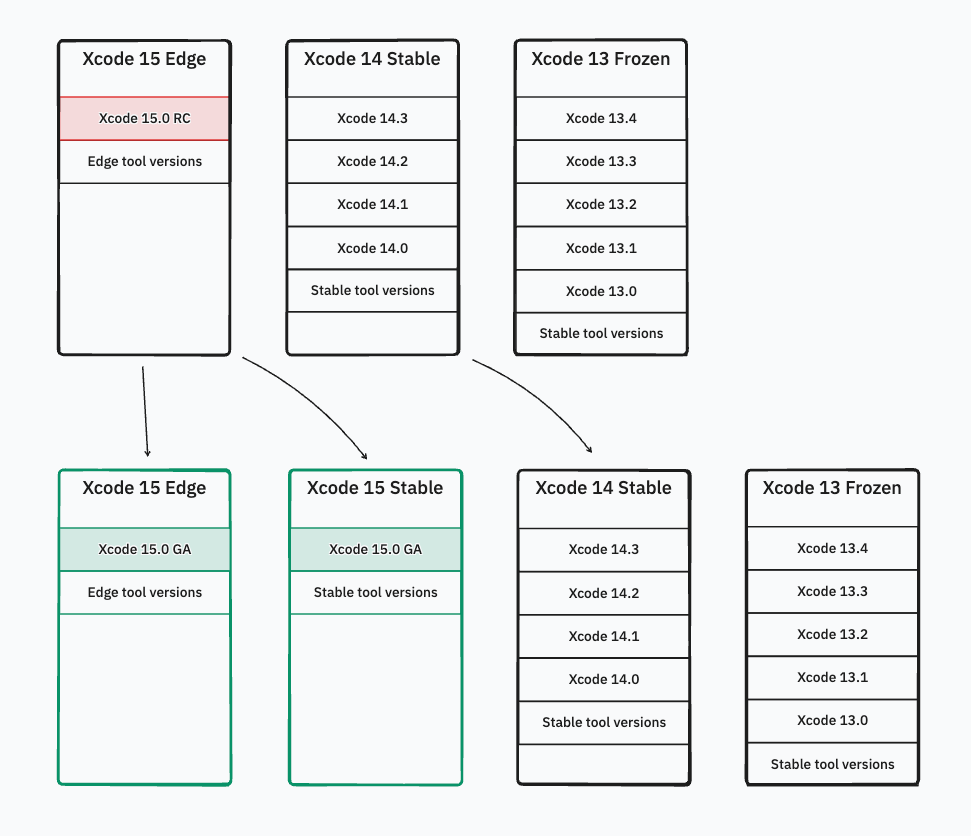 Xcode 15 Edge
Xcode 15.0 RC
Edge tool versions
Xcode 14 Stable
Xcode 14.3
Xcode 14.2
Xcode 14.1
Xcode 14.0
Stable tool versions
Xcode 13 Frozen
Xcode 13.4
Xcode 13.3
Xcode 13.2
Xcode 13.1
Xcode 13.0
Stable tool versions
Xcode 15 Edge
Xcode 15.0 GA
Edge tool versions
Xcode 15 Stable
Xcode 15.0 GA
Stable tool versions
Xcode 14 Stable
Xcode 14.3
Xcode 14.2
Xcode 14.1
Xcode 14.0
Stable tool versions
Xcode 13 Frozen
Xcode 13.4
Xcode 13.3
Xcode 13.2
Xcode 13.1
Xcode 13.0
Stable tool versions